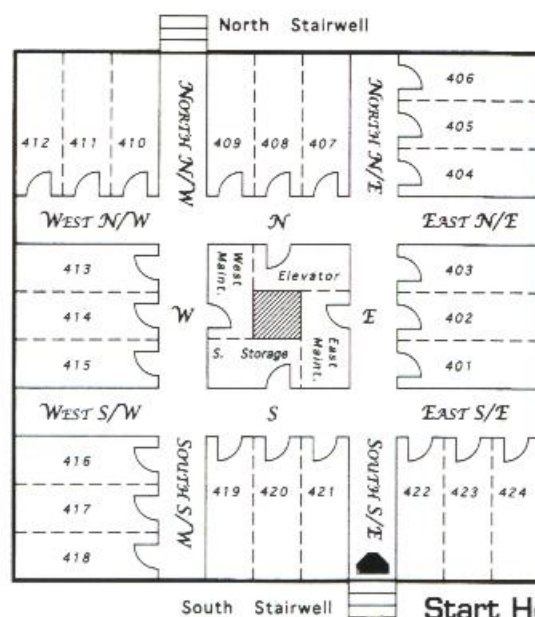 North Stairwell
412 411 410
NORTH N/W
409 408 407
NORTH N/E
406
405
404
WEST N/W
N
EAST N/E
413
414
415
W
West Maint.
Elevator
S. Storage
East Maint.
E
403
402
401
WEST S/W
S
EAST S/E
416
417
418
SOUTH S/W
419 420 421
SOUTH S/E
422 423 424
South Stairwell
Start